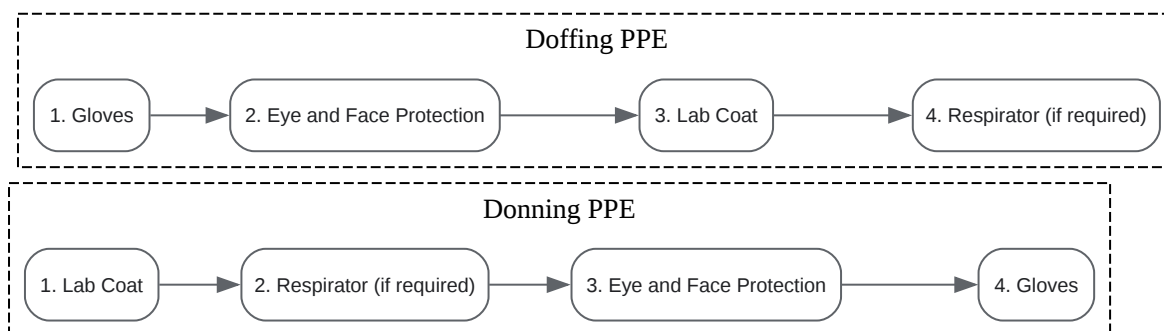 Doffing PPE
1. Gloves
2. Eye and Face Protection
3. Lab Coat
4. Respirator (if required)
Donning PPE
1. Lab Coat
2. Respirator (if required)
3. Eye and Face Protection
4. Gloves